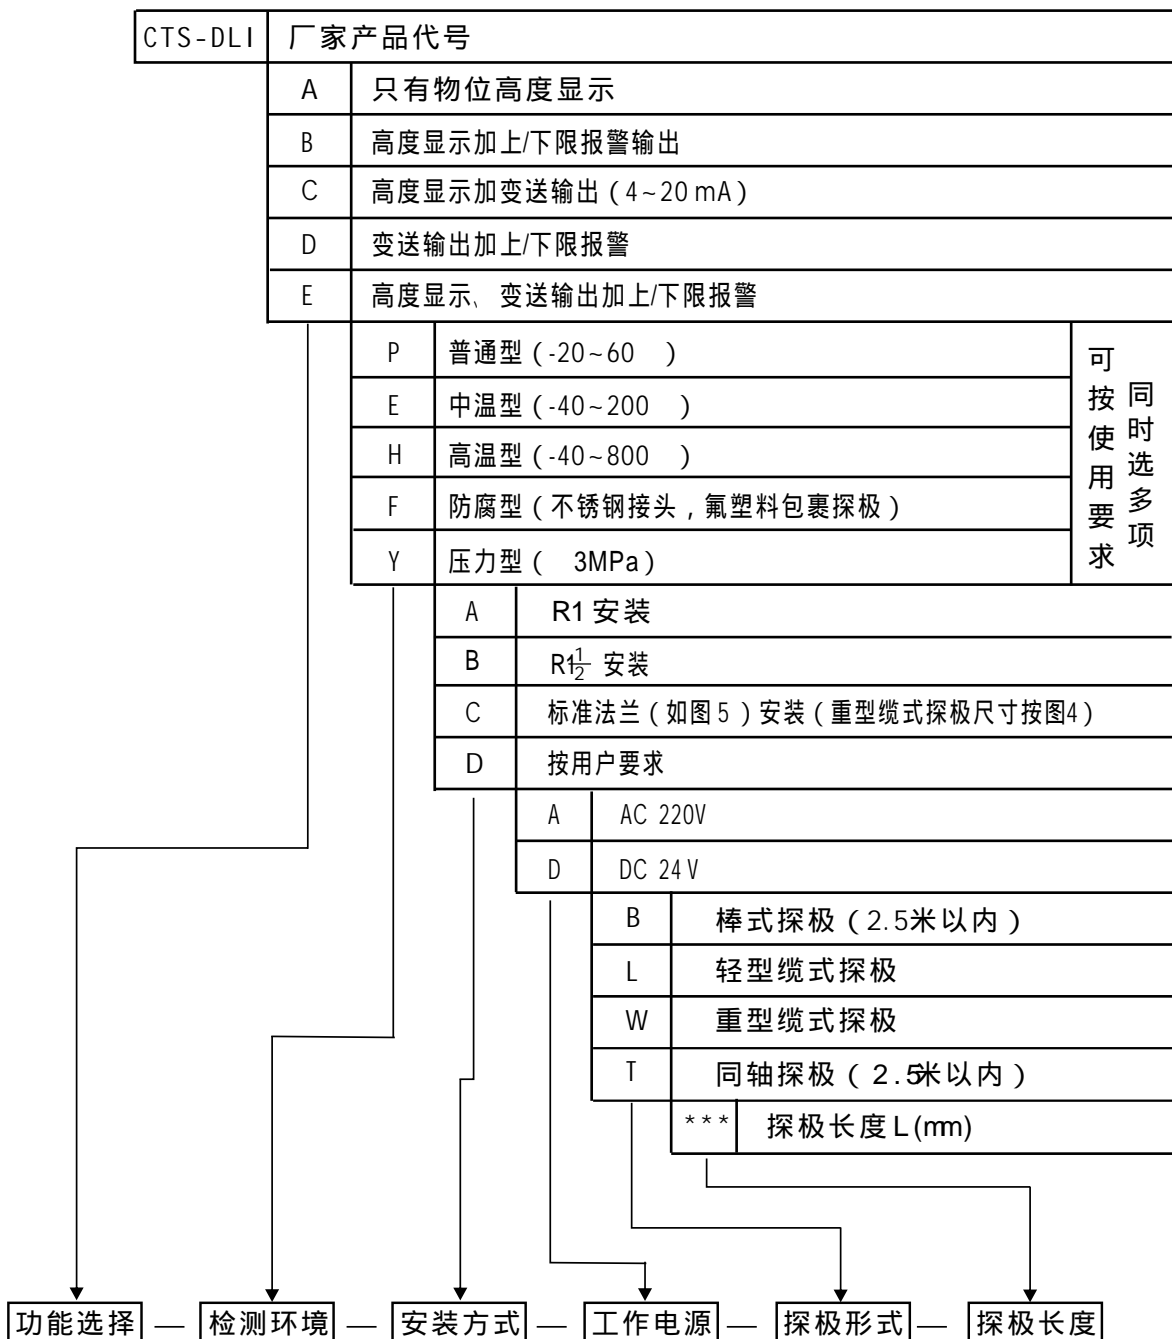 CTS-DLI 厂家产品代号
A 只有物位高度显示
B 高度显示加上/下限报警输出
C 高度显示加变送输出（4~20 mA）
D 变送输出加上/下限报警
E 高度显示、变送输出加上/下限报警
P 普通型（-20~60 ）
E 中温型（-40~200 ）
H 高温型（-40~800 ）
F 防腐型（不锈钢接头，氟塑料包裹探极）
Y 压力型（ 3MPa）
可按使用要求
同时选多项
A R1 安装
B R1½ 安装
C 标准法兰（如图5）安装（重型缆式探极尺寸按图4）
D 按用户要求
A AC 220V
D DC 24V
B 棒式探极（2.5米以内）
L 轻型缆式探极
W 重型缆式探极
T 同轴探极（2.5米以内）
*** 探极长度L(mm)
功能选择 — 检测环境 — 安装方式 — 工作电源 — 探极形式 — 探极长度